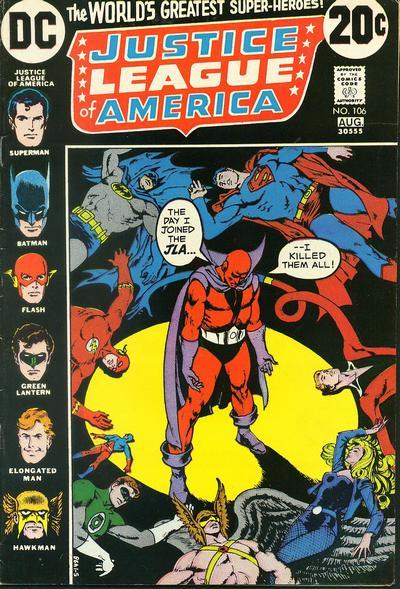 DC
the WORLD'S GREATEST SUPER-HEROES!
20¢
JUSTICE
LEAGUE
of AMERICA
APPROVED
BY THE
COMICS
CODE
AUTHORITY
NO. 106
AUG.
30555
JUSTICE
LEAGUE
OF AMERICA
SUPERMAN
BATMAN
FLASH
GREEN
LANTERN
ELONGATED
MAN
HAWKMAN
THE
DAY I
JOINED
THE
JLA...
--I
KILLED
THEM ALL!